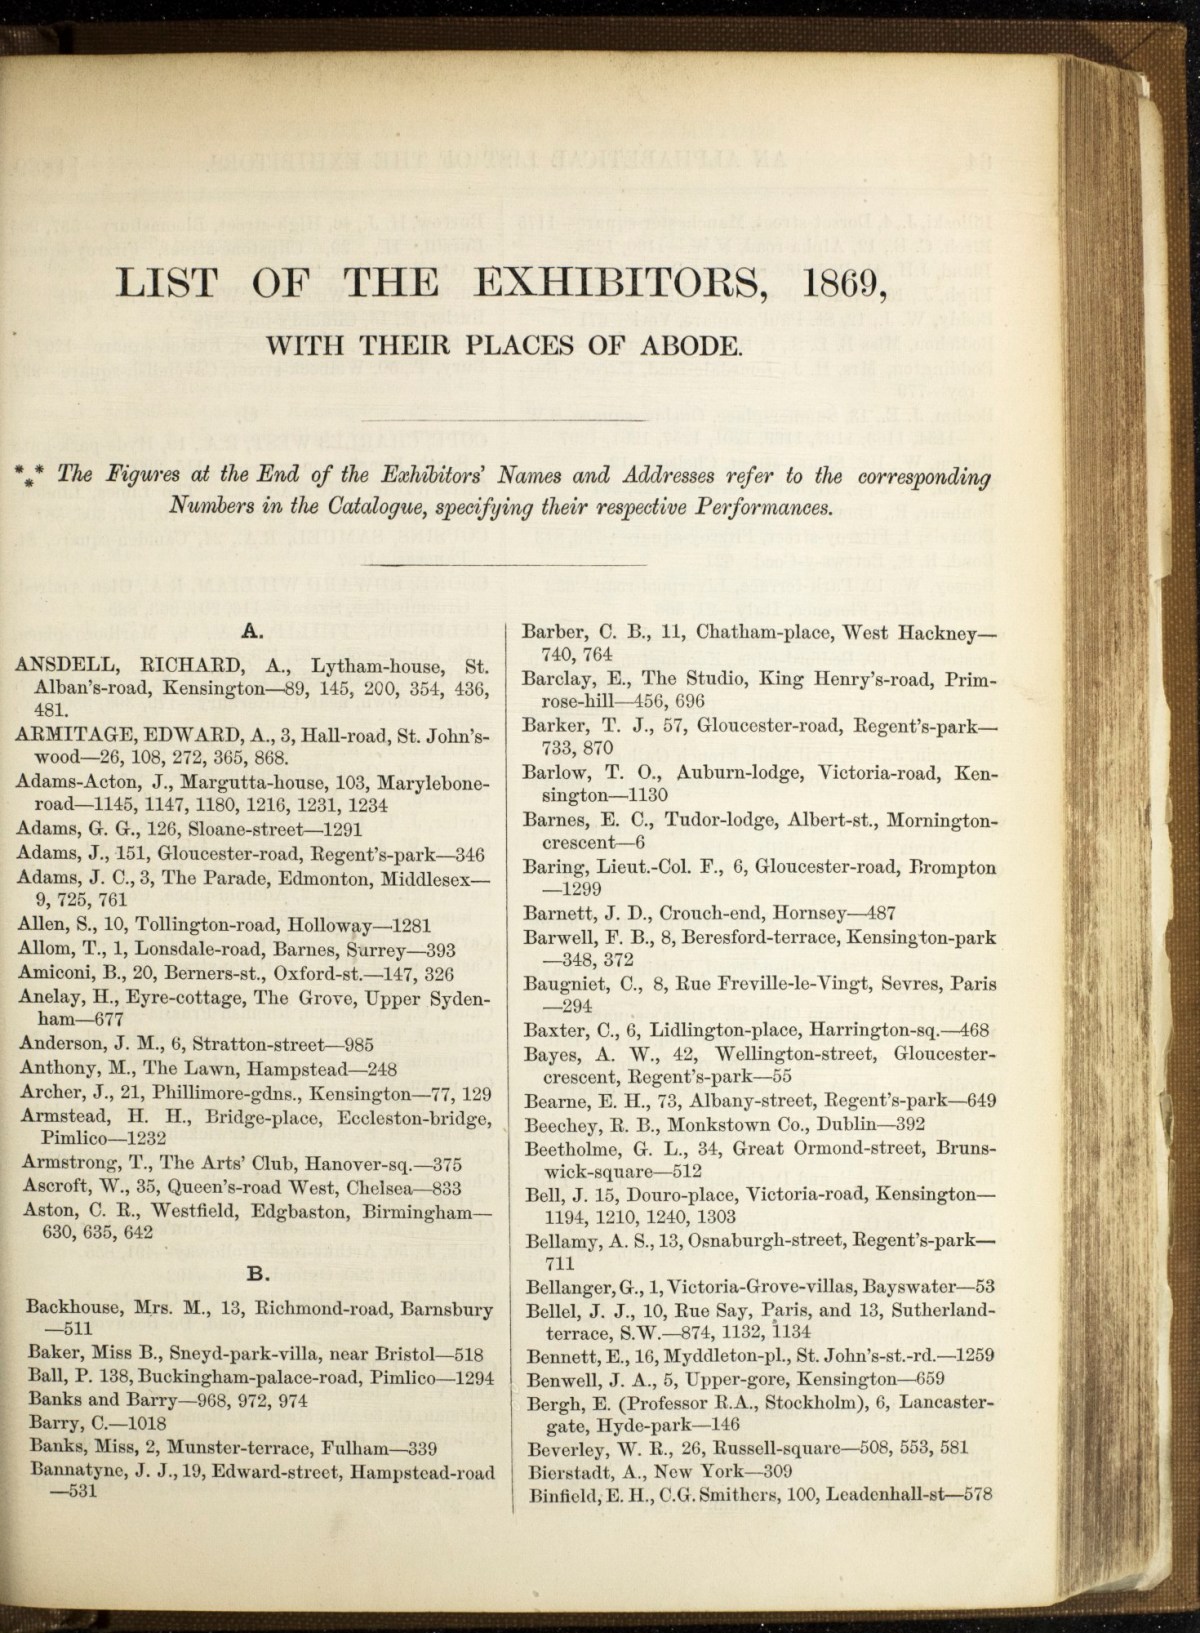 LIST OF THE EXHIBITORS, 1869,
WITH THEIR PLACES OF ABODE.
*** The Figures at the End of the Exhibitors' Names and Addresses refer to the corresponding
Numbers in the Catalogue, specifying their respective Performances.
A.
ANSDELL, RICHARD, A., Lytham-house, St.
Alban's-road, Kensington—89, 145, 200, 354, 436,
481.
ARMITAGE, EDWARD, A., 3, Hall-road, St. John's-
wood—26, 108, 272, 365, 868.
Adams-Acton, J., Margutta-house, 103, Marylebone-
road—1145, 1147, 1180, 1216, 1231, 1234
Adams, G. G., 126, Sloane-street—1291
Adams, J., 151, Gloucester-road, Regent's-park—346
Adams, J. C., 3, The Parade, Edmonton, Middlesex—
9, 725, 761
Allen, S., 10, Tollington-road, Holloway—1281
Allom, T., 1, Lonsdale-road, Barnes, Surrey—393
Amiconi, B., 20, Berners-st., Oxford-st.—147, 326
Anelay, H., Eyre-cottage, The Grove, Upper Syden-
ham—677
Anderson, J. M., 6, Stratton-street—985
Anthony, M., The Lawn, Hampstead—248
Archer, J., 21, Phillimore-gdns., Kensington—77, 129
Armstead, H. H., Bridge-place, Eccleston-bridge,
Pimlico—1232
Armstrong, T., The Arts' Club, Hanover-sq.—375
Ascroft, W., 35, Queen's-road West, Chelsea—833
Aston, C. R., Westfield, Edgbaston, Birmingham—
630, 635, 642
B.
Backhouse, Mrs. M., 13, Richmond-road, Barnsbury
—511
Baker, Miss B., Sneyd-park-villa, near Bristol—518
Ball, P. 138, Buckingham-palace-road, Pimlico—1294
Banks and Barry—968, 972, 974
Barry, C.—1018
Banks, Miss, 2, Munster-terrace, Fulham—339
Bannatyne, J. J., 19, Edward-street, Hampstead-road
—531
Barber, C. B., 11, Chatham-place, West Hackney—
740, 764
Barclay, E., The Studio, King Henry's-road, Prim-
rose-hill—456, 696
Barker, T. J., 57, Gloucester-road, Regent's-park—
733, 870
Barlow, T. O., Auburn-lodge, Victoria-road, Ken-
sington—1130
Barnes, E. C., Tudor-lodge, Albert-st., Mornington-
crescent—6
Baring, Lieut.-Col. F., 6, Gloucester-road, Brompton
—1299
Barnett, J. D., Crouch-end, Hornsey—487
Barwell, F. B., 8, Beresford-terrace, Kensington-park
—348, 372
Baugniet, C., 8, Rue Freville-le-Vingt, Sevres, Paris
—294
Baxter, C., 6, Lidlington-place, Harrington-sq.—468
Bayes, A. W., 42, Wellington-street, Gloucester-
crescent, Regent's-park—55
Bearne, E. H., 73, Albany-street, Regent's-park—649
Beechey, R. B., Monkstown Co., Dublin—392
Beetholme, G. L., 34, Great Ormond-street, Bruns-
wick-square—512
Bell, J. 15, Douro-place, Victoria-road, Kensington—
1194, 1210, 1240, 1303
Bellamy, A. S., 13, Osnaburgh-street, Regent's-park—
711
Bellanger, G., 1, Victoria-Grove-villas, Bayswater—53
Bellel, J. J., 10, Rue Say, Paris, and 13, Sutherland-
terrace, S.W.—874, 1132, 1134
Bennett, E., 16, Myddleton-pl., St. John's-st.-rd.—1259
Benwell, J. A., 5, Upper-gore, Kensington—659
Bergh, E. (Professor R.A., Stockholm), 6, Lancaster-
gate, Hyde-park—146
Beverley, W. R., 26, Russell-square—508, 553, 581
Bierstadt, A., New York—309
Binfield, E. H., C.G. Smithers, 100, Leadenhall-st—578